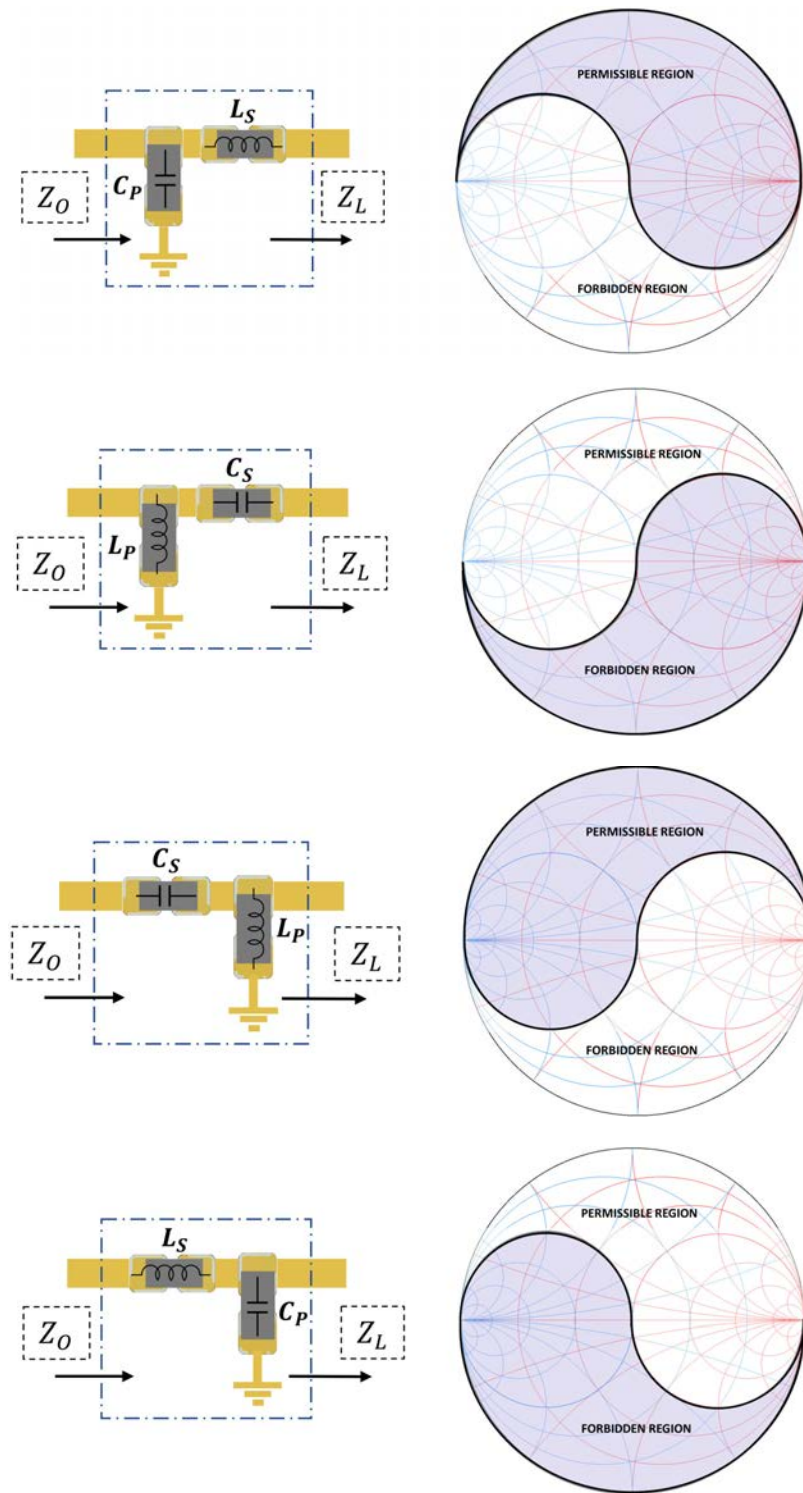 L_S
C_P
Z_O
Z_L
PERMISSIBLE REGION
FORBIDDEN REGION
C_S
L_P
Z_O
Z_L
PERMISSIBLE REGION
FORBIDDEN REGION
C_S
L_P
Z_O
Z_L
PERMISSIBLE REGION
FORBIDDEN REGION
L_S
C_P
Z_O
Z_L
PERMISSIBLE REGION
FORBIDDEN REGION